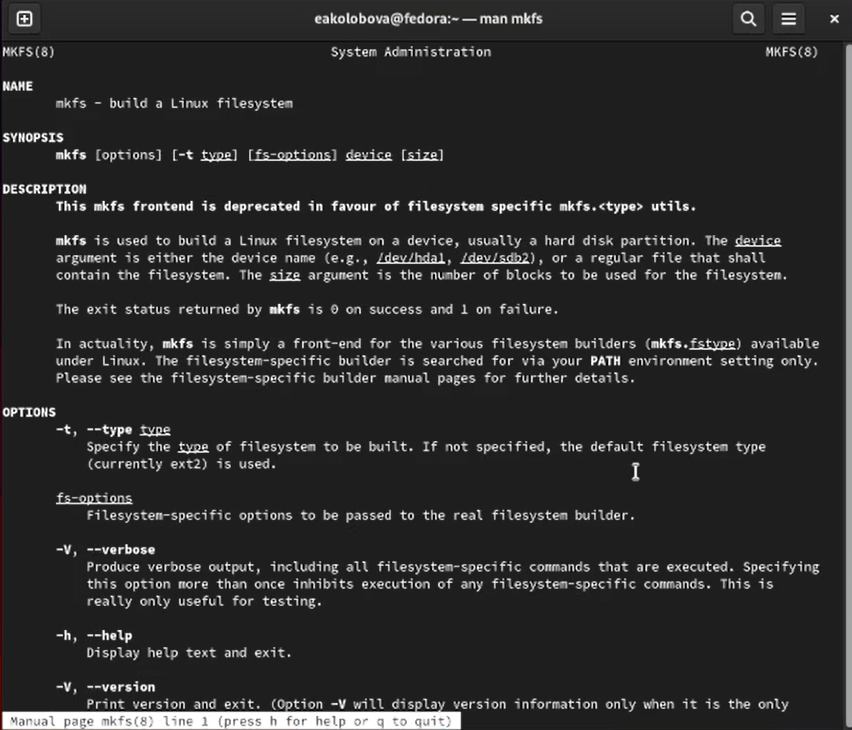 eakolobova@fedora:~ — man mkfs
MKFS(8) System Administration MKFS(8)
NAME
mkfs - build a Linux filesystem
SYNOPSIS
mkfs [options] [-t type] [fs-options] device [size]
DESCRIPTION
This mkfs frontend is deprecated in favour of filesystem specific mkfs.<type> utils.
mkfs is used to build a Linux filesystem on a device, usually a hard disk partition. The device
argument is either the device name (e.g., /dev/hda1, /dev/sdb2), or a regular file that shall
contain the filesystem. The size argument is the number of blocks to be used for the filesystem.
The exit status returned by mkfs is 0 on success and 1 on failure.
In actuality, mkfs is simply a front-end for the various filesystem builders (mkfs.fstype) available
under Linux. The filesystem-specific builder is searched for via your PATH environment setting only.
Please see the filesystem-specific builder manual pages for further details.
OPTIONS
-t, --type type
Specify the type of filesystem to be built. If not specified, the default filesystem type
(currently ext2) is used.
fs-options
Filesystem-specific options to be passed to the real filesystem builder.
-V, --verbose
Produce verbose output, including all filesystem-specific commands that are executed. Specifying
this option more than once inhibits execution of any filesystem-specific commands. This is
really only useful for testing.
-h, --help
Display help text and exit.
-V, --version
Print version and exit. (Option -V will display version information only when it is the only
Manual page mkfs(8) line 1 (press h for help or q to quit)